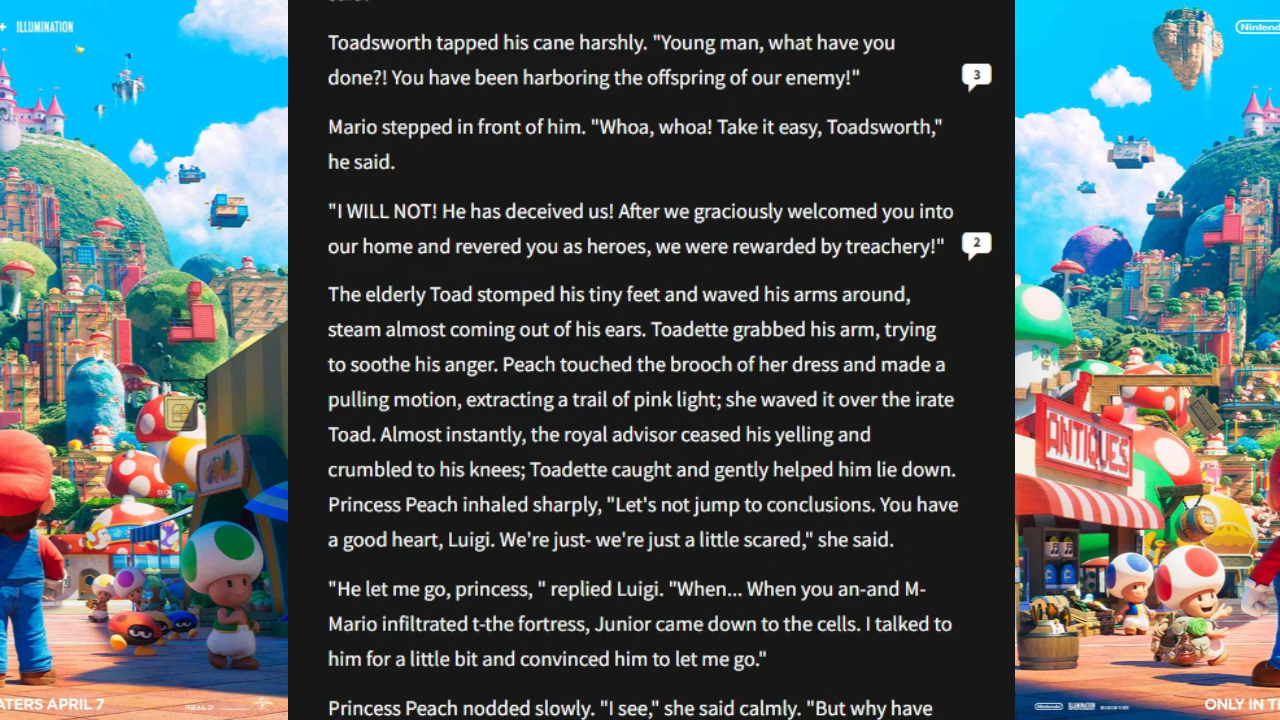 ILLUMINATION
Toadsworth tapped his cane harshly. "Young man, what have you
done?! You have been harboring the offspring of our enemy!"
3
Mario stepped in front of him. "Whoa, whoa! Take it easy, Toadsworth,"
he said.
"I WILL NOT! He has deceived us! After we graciously welcomed you into
our home and revered you as heroes, we were rewarded by treachery!"
2
The elderly Toad stomped his tiny feet and waved his arms around,
steam almost coming out of his ears. Toadette grabbed his arm, trying
to soothe his anger. Peach touched the brooch of her dress and made a
pulling motion, extracting a trail of pink light; she waved it over the irate
Toad. Almost instantly, the royal advisor ceased his yelling and
crumbled to his knees; Toadette caught and gently helped him lie down.
Princess Peach inhaled sharply, "Let's not jump to conclusions. You have
a good heart, Luigi. We're just- we're just a little scared," she said.
"He let me go, princess, " replied Luigi. "When... When you an-and M-
Mario infiltrated t-the fortress, Junior came down to the cells. I talked to
him for a little bit and convinced him to let me go."
Princess Peach nodded slowly. "I see," she said calmly. "But why have
ATERS APRIL 7
REALD
Nintend
ANTIQUES
Nintendo
ILLUMINATION
ONLY IN T